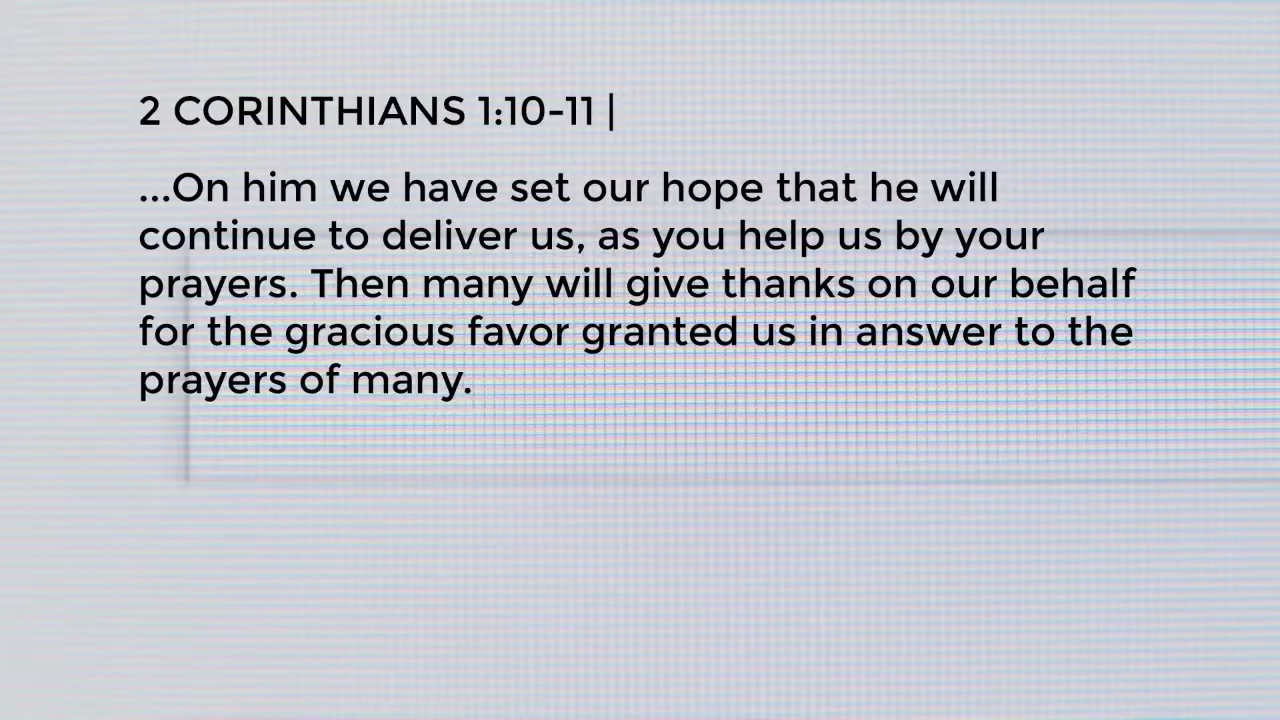 2 CORINTHIANS 1:10-11 |
...On him we have set our hope that he will
continue to deliver us, as you help us by your
prayers. Then many will give thanks on our behalf
for the gracious favor granted us in answer to the
prayers of many.